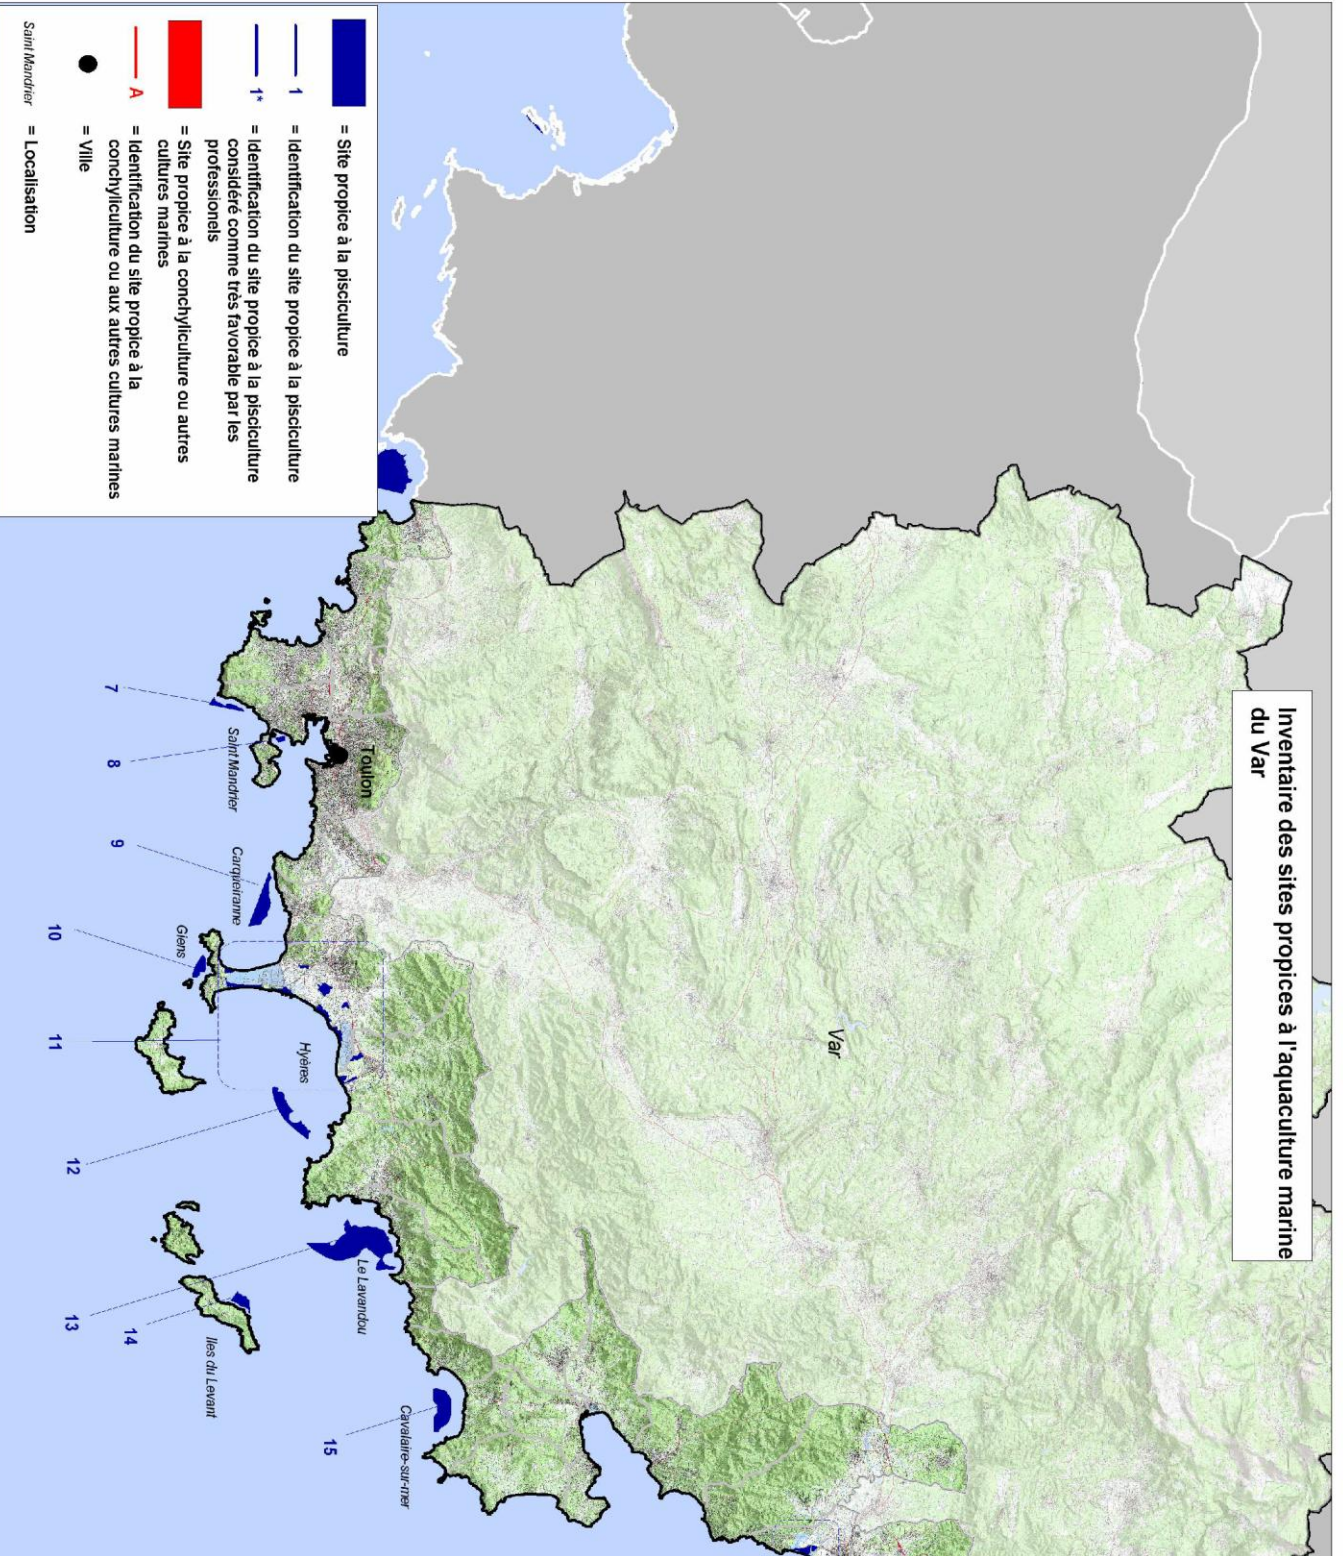 Inventaire des sites propices à l'aquaculture marine
du Var
Var
Toulon
Saint Mandrier
Carqueiranne
Giens
Hyères
Le Lavandou
Iles du Levant
Cavalaire-sur-mer
7
8
9
10
11
12
13
14
15
= Site propice à la pisciculture
1 = Identification du site propice à la pisciculture
1* = Identification du site propice à la pisciculture
considéré comme très favorable par les
professionels
= Site propice à la conchyliculture ou autres
cultures marines
A = Identification du site propice à la
conchyliculture ou aux autres cultures marines
= Ville
Saint Mandrier = Localisation